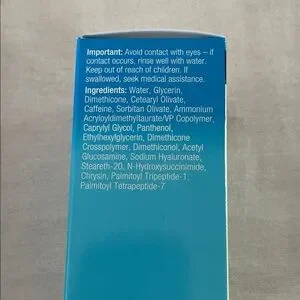 Important: Avoid contact with eyes – if
contact occurs, rinse well with water.
Keep out of reach of children. If
swallowed, seek medical assistance.
Ingredients: Water, Glycerin,
Dimethicone, Cetearyl Olivate,
Caffeine, Sorbitan Olivate, Ammonium
Acryloyldimethyltaurate/VP Copolymer,
Caprylyl Glycol, Panthenol,
Ethylhexylglycerin, Dimethicone
Crosspolymer, Dimethiconol, Acetyl
Glucosamine, Sodium Hyaluronate,
Steareth-20, N-Hydroxysuccinimide,
Chrysin, Palmitoyl Tripeptide-1,
Palmitoyl Tetrapeptide-7